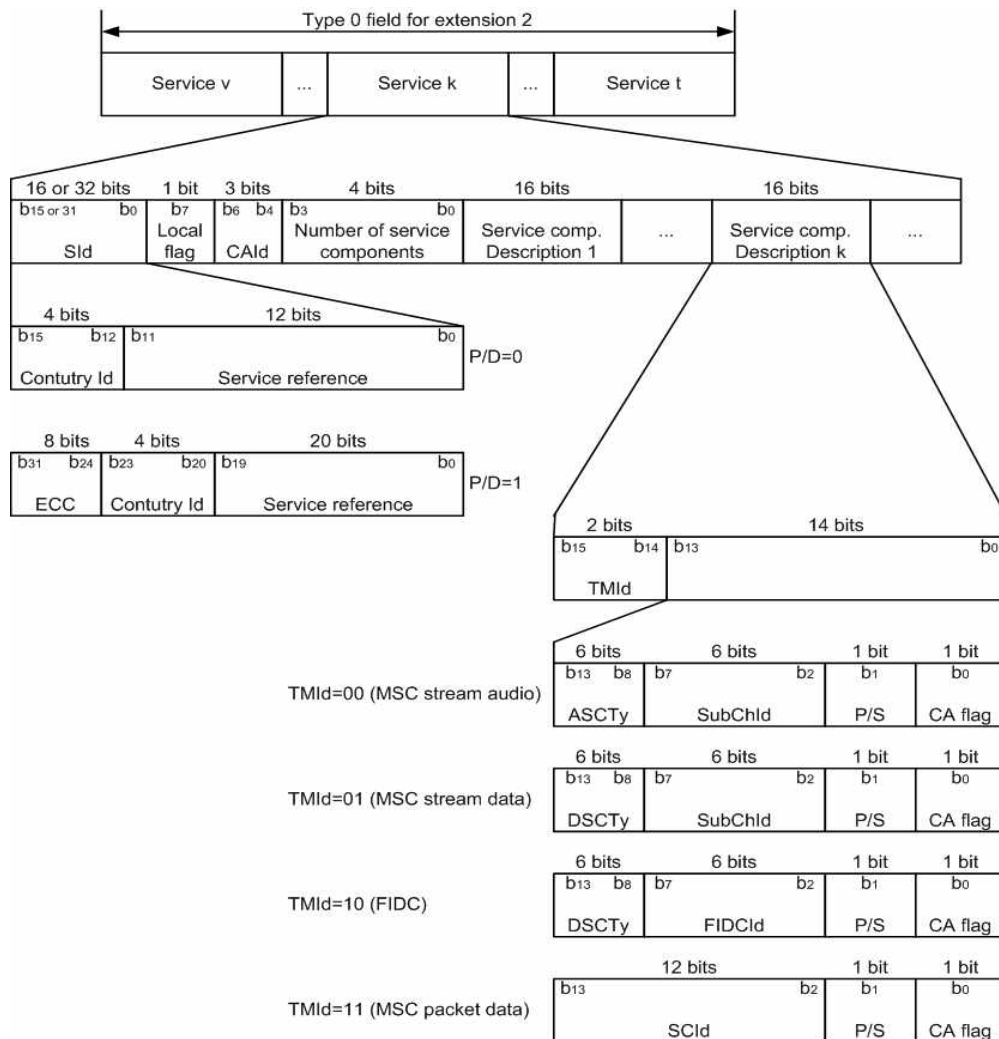 Type 0 field for extension 2
Service v ... Service k ... Service t
16 or 32 bits 1 bit 3 bits 4 bits 16 bits 16 bits
b15 or 31 b0 b7 b6 b4 b3 b0
SId Local flag CAId Number of service components Service comp. Description 1 ... Service comp. Description k ...
4 bits 12 bits
b15 b12 b11 b0
Contutry Id Service reference
P/D=0
8 bits 4 bits 20 bits
b31 b24 b23 b20 b19 b0
ECC Contutry Id Service reference
P/D=1
2 bits 14 bits
b15 b14 b13 b0
TMId
6 bits 6 bits 1 bit 1 bit
b13 b8 b7 b2 b1 b0
TMId=00 (MSC stream audio)
ASCTy SubChId P/S CA flag
6 bits 6 bits 1 bit 1 bit
b13 b8 b7 b2 b1 b0
TMId=01 (MSC stream data)
DSCTy SubChId P/S CA flag
6 bits 6 bits 1 bit 1 bit
b13 b8 b7 b2 b1 b0
TMId=10 (FIDC)
DSCTy FIDCId P/S CA flag
12 bits 1 bit 1 bit
b13 b2 b1 b0
TMId=11 (MSC packet data)
SCId P/S CA flag